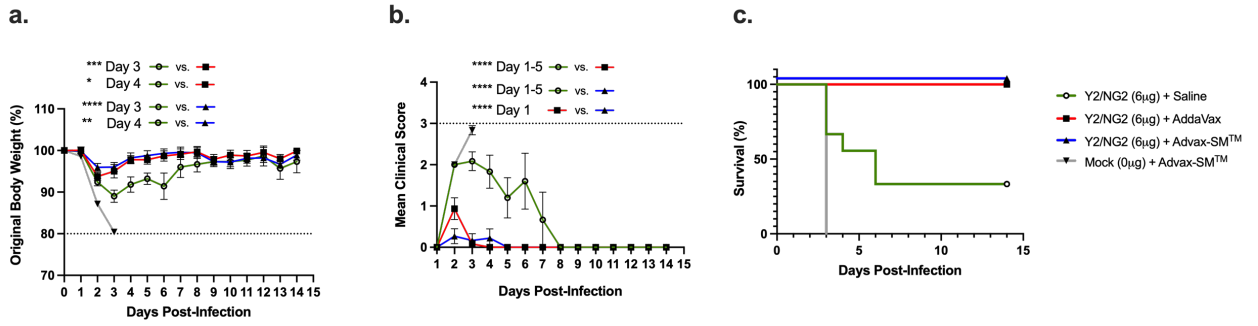 a.
*** Day 3 vs.
* Day 4 vs.
**** Day 3 vs.
** Day 4 vs.
Original Body Weight (%)
110
100
90
80
70
0 1 2 3 4 5 6 7 8 9 10 11 12 13 14 15
Days Post-Infection
b.
**** Day 1-5 vs.
**** Day 1-5 vs.
**** Day 1 vs.
Mean Clinical Score
4
3
2
1
0
1 2 3 4 5 6 7 8 9 10 11 12 13 14 15
Days Post-Infection
c.
Survival (%)
100
50
0
0 5 10 15
Days Post-Infection
Y2/NG2 (6μg) + Saline
Y2/NG2 (6μg) + AddaVax
Y2/NG2 (6μg) + Advax-SM™
Mock (0μg) + Advax-SM™